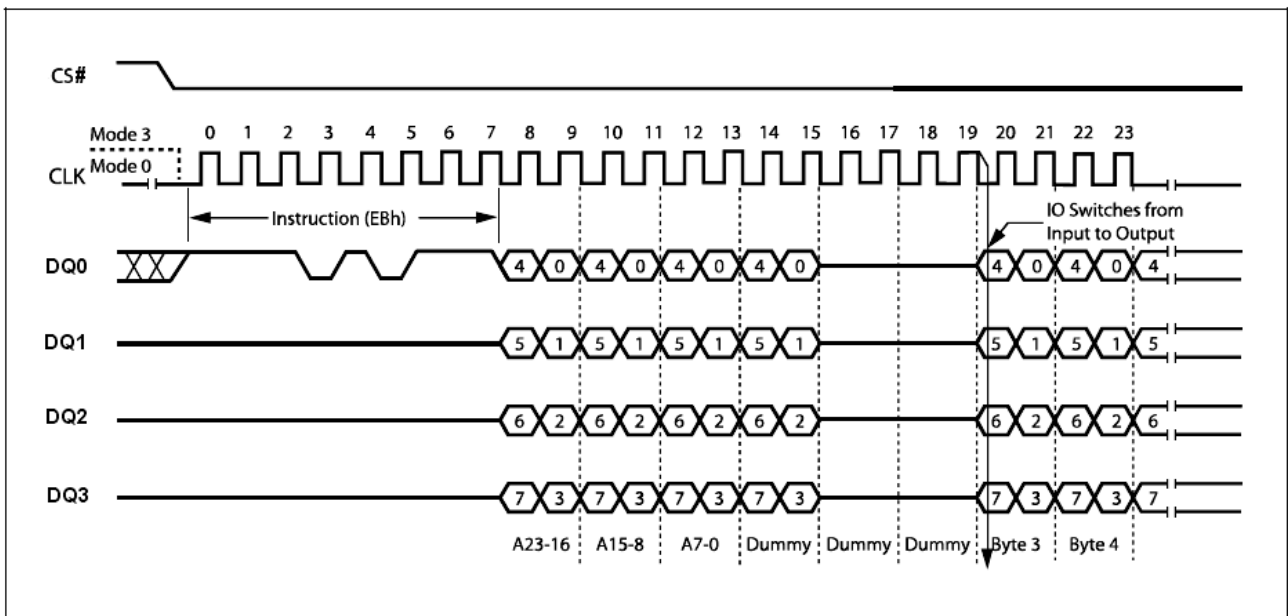 CS#
Mode 3
0 1 2 3 4 5 6 7 8 9 10 11 12 13 14 15 16 17 18 19 20 21 22 23
CLK Mode 0
Instruction (EBh)
IO Switches from
Input to Output
DQ0 4 0 4 0 4 0 4 0 4 0 4 0 4
DQ1 5 1 5 1 5 1 5 1 5 1 5 1 5
DQ2 6 2 6 2 6 2 6 2 6 2 6 2 6
DQ3 7 3 7 3 7 3 7 3 7 3 7 3 7
A23-16 A15-8 A7-0 Dummy Dummy Dummy Byte 3 Byte 4